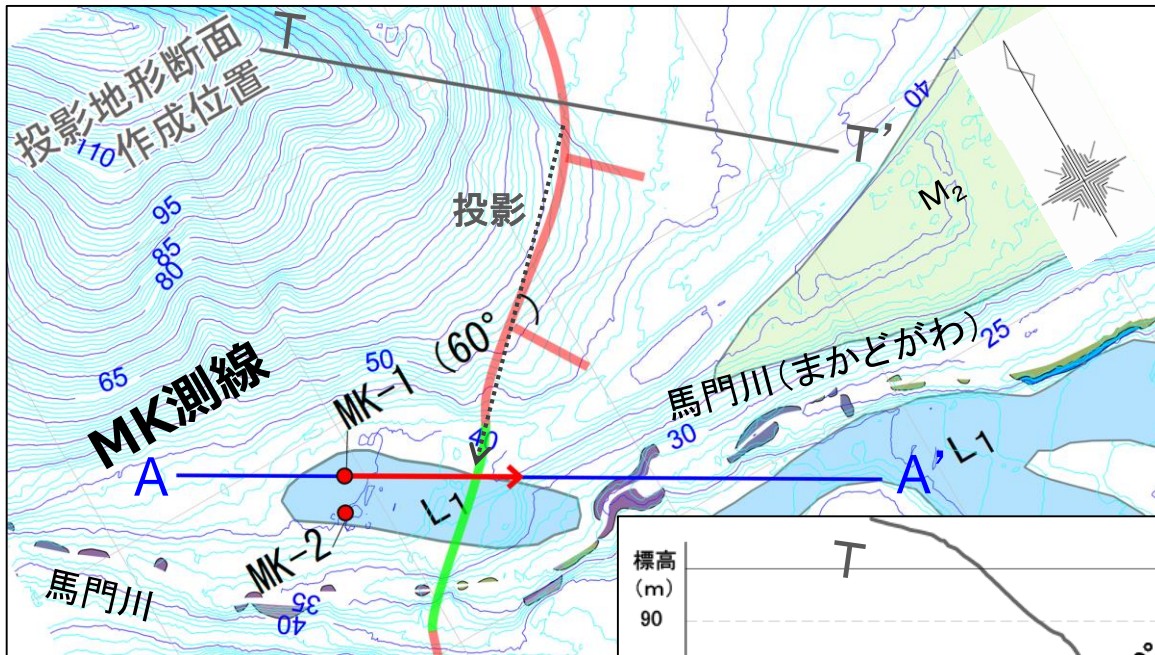 投影地形断面
作成位置
T
T'
40
M2
110
95
85
80
65
50
投影
MK測線
MK-1 (60° )
40
馬門川(まかどがわ)
25
30
A
A'
L1
L1
MK-2
馬門川
35
40
標高
(m)
90
T